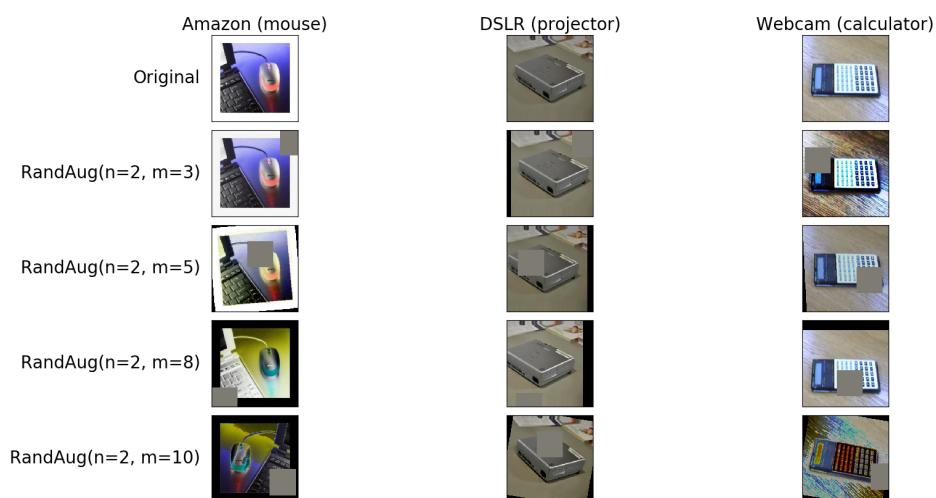 Amazon (mouse) DSLR (projector) Webcam (calculator)
Original
RandAug(n=2, m=3)
RandAug(n=2, m=5)
RandAug(n=2, m=8)
RandAug(n=2, m=10)